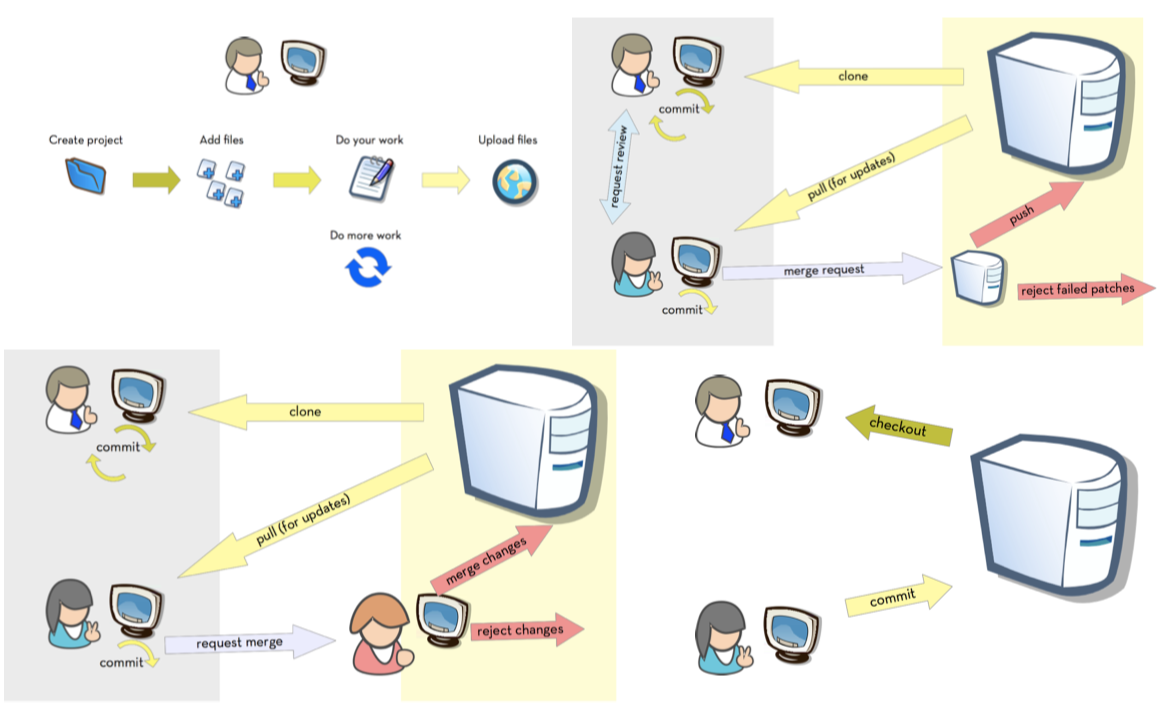 Create project
Add files
Do your work
Upload files
Do more work
clone
commit
request review
pull (for updates)
push
merge request
reject failed patches
commit
clone
commit
pull (for updates)
merge changes
request merge
reject changes
commit
checkout
commit